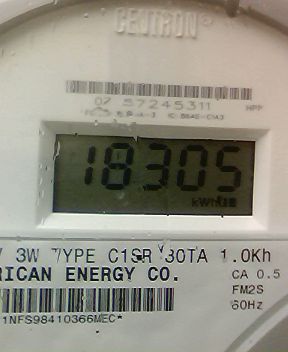 CENTRON®
07 57245311 HPP
18305
kWh
3W TYPE C1SR 30TA 1.0Kh
RICAN ENERGY CO.
CA 0.5
FM2S
60Hz
1NFS98410366MEC*